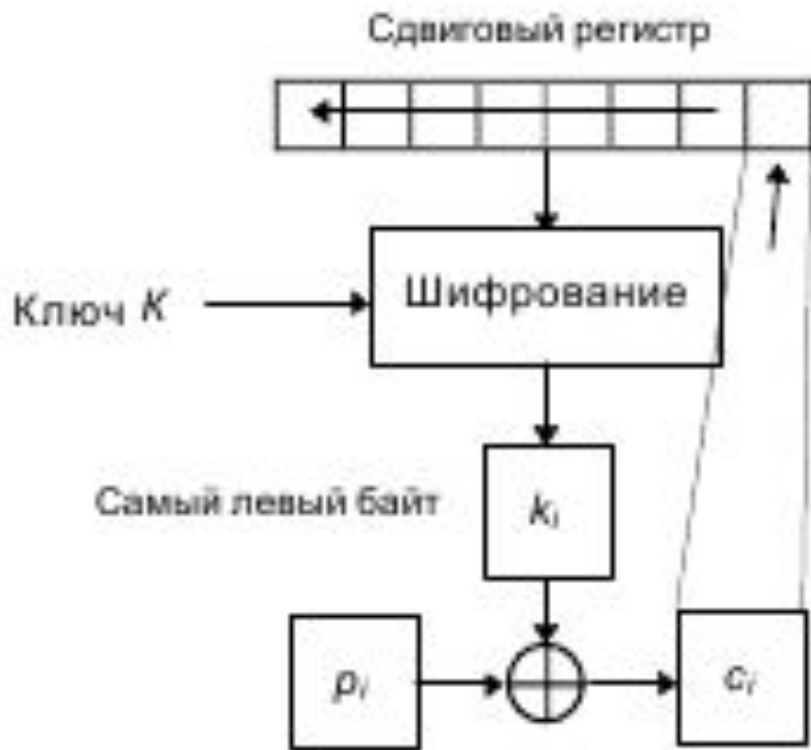 Сдвиговый регистр
Шифрование
Ключ K
Самый левый байт
kᵢ
pᵢ
cᵢ